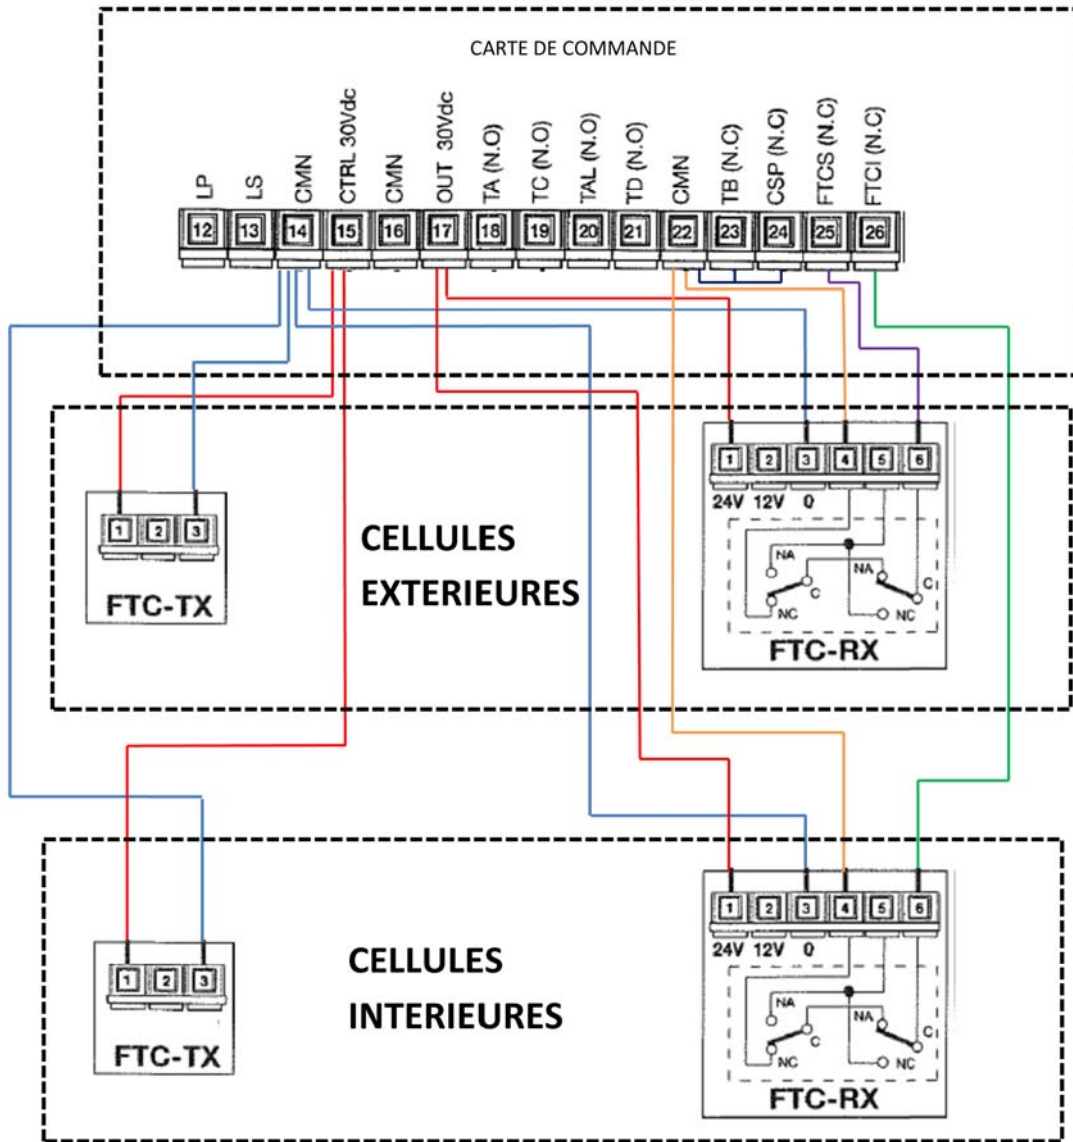 CARTE DE COMMANDE
LP LS CMN CTRL 30Vdc CMN OUT 30Vdc TA (N.O) TC (N.O) TAL (N.O) TD (N.O) CMN TB (N.C) CSP (N.C) FTCS (N.C) FTCI (N.C)
12 13 14 15 16 17 18 19 20 21 22 23 24 25 26
1 2 3 4 5 6
24V 12V 0
1 2 3
FTC-TX
CELLULES
EXTERIEURES
NA NA
C C
NC NC
FTC-RX
1 2 3 4 5 6
24V 12V 0
1 2 3
FTC-TX
CELLULES
INTERIEURES
NA NA
C C
NC NC
FTC-RX